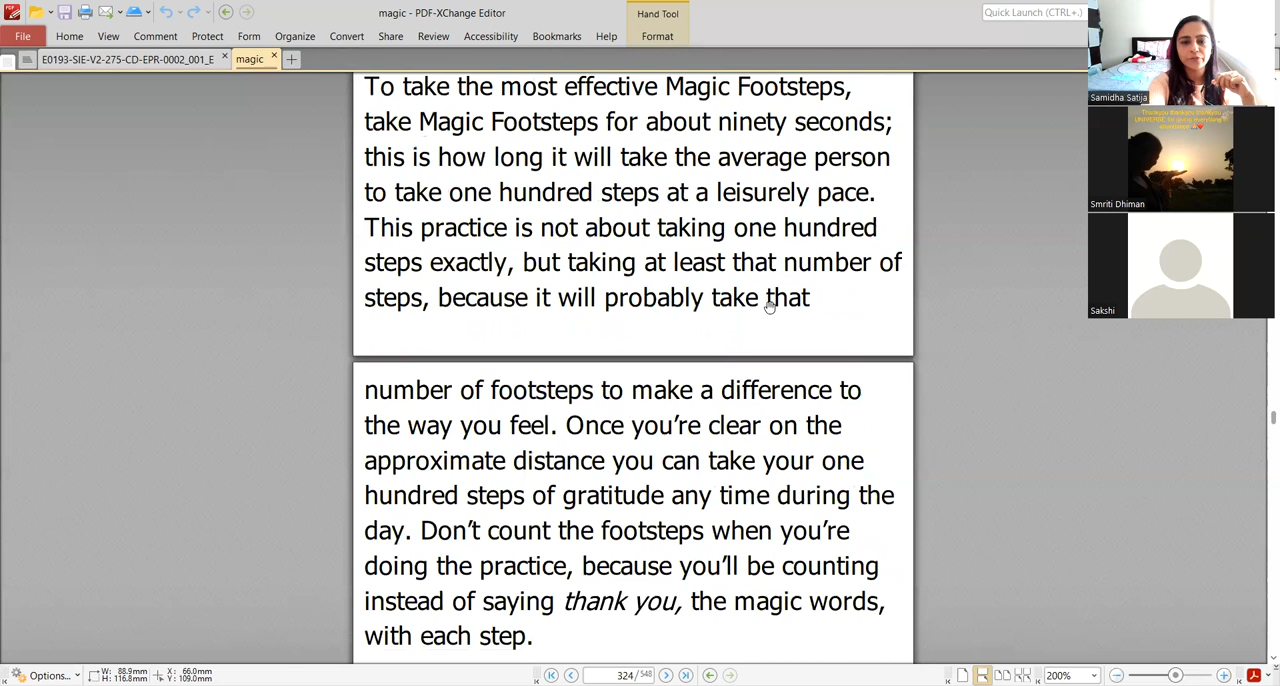 magic - PDF-XChange Editor
Hand Tool
Quick Launch (CTRL+.)
File
Home
View
Comment
Protect
Form
Organize
Convert
Share
Review
Accessibility
Bookmarks
Help
Format
E0193-SIE-V2-275-CD-EPR-0002_001_E
magic
To take the most effective Magic Footsteps,
take Magic Footsteps for about ninety seconds;
this is how long it will take the average person
to take one hundred steps at a leisurely pace.
This practice is not about taking one hundred
steps exactly, but taking at least that number of
steps, because it will probably take that
number of footsteps to make a difference to
the way you feel. Once you’re clear on the
approximate distance you can take your one
hundred steps of gratitude any time during the
day. Don’t count the footsteps when you’re
doing the practice, because you’ll be counting
instead of saying thank you, the magic words,
with each step.
Samidha Satija
Smriti Dhiman
Sakshi
Options...
W: 88.9mm
H: 116.8mm
X: 66.0mm
Y: 109.0mm
324 / 548
200%